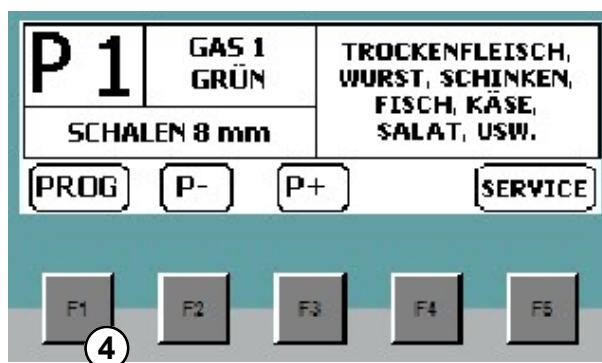 P 1
GAS 1
GRÜN
SCHALEN 8 mm
TROCKENFLEISCH,
WURST, SCHINKEN,
FISCH, KÄSE,
SALAT, USW.
PROG P- P+ SERVICE
F1 F2 F3 F4 F5
4